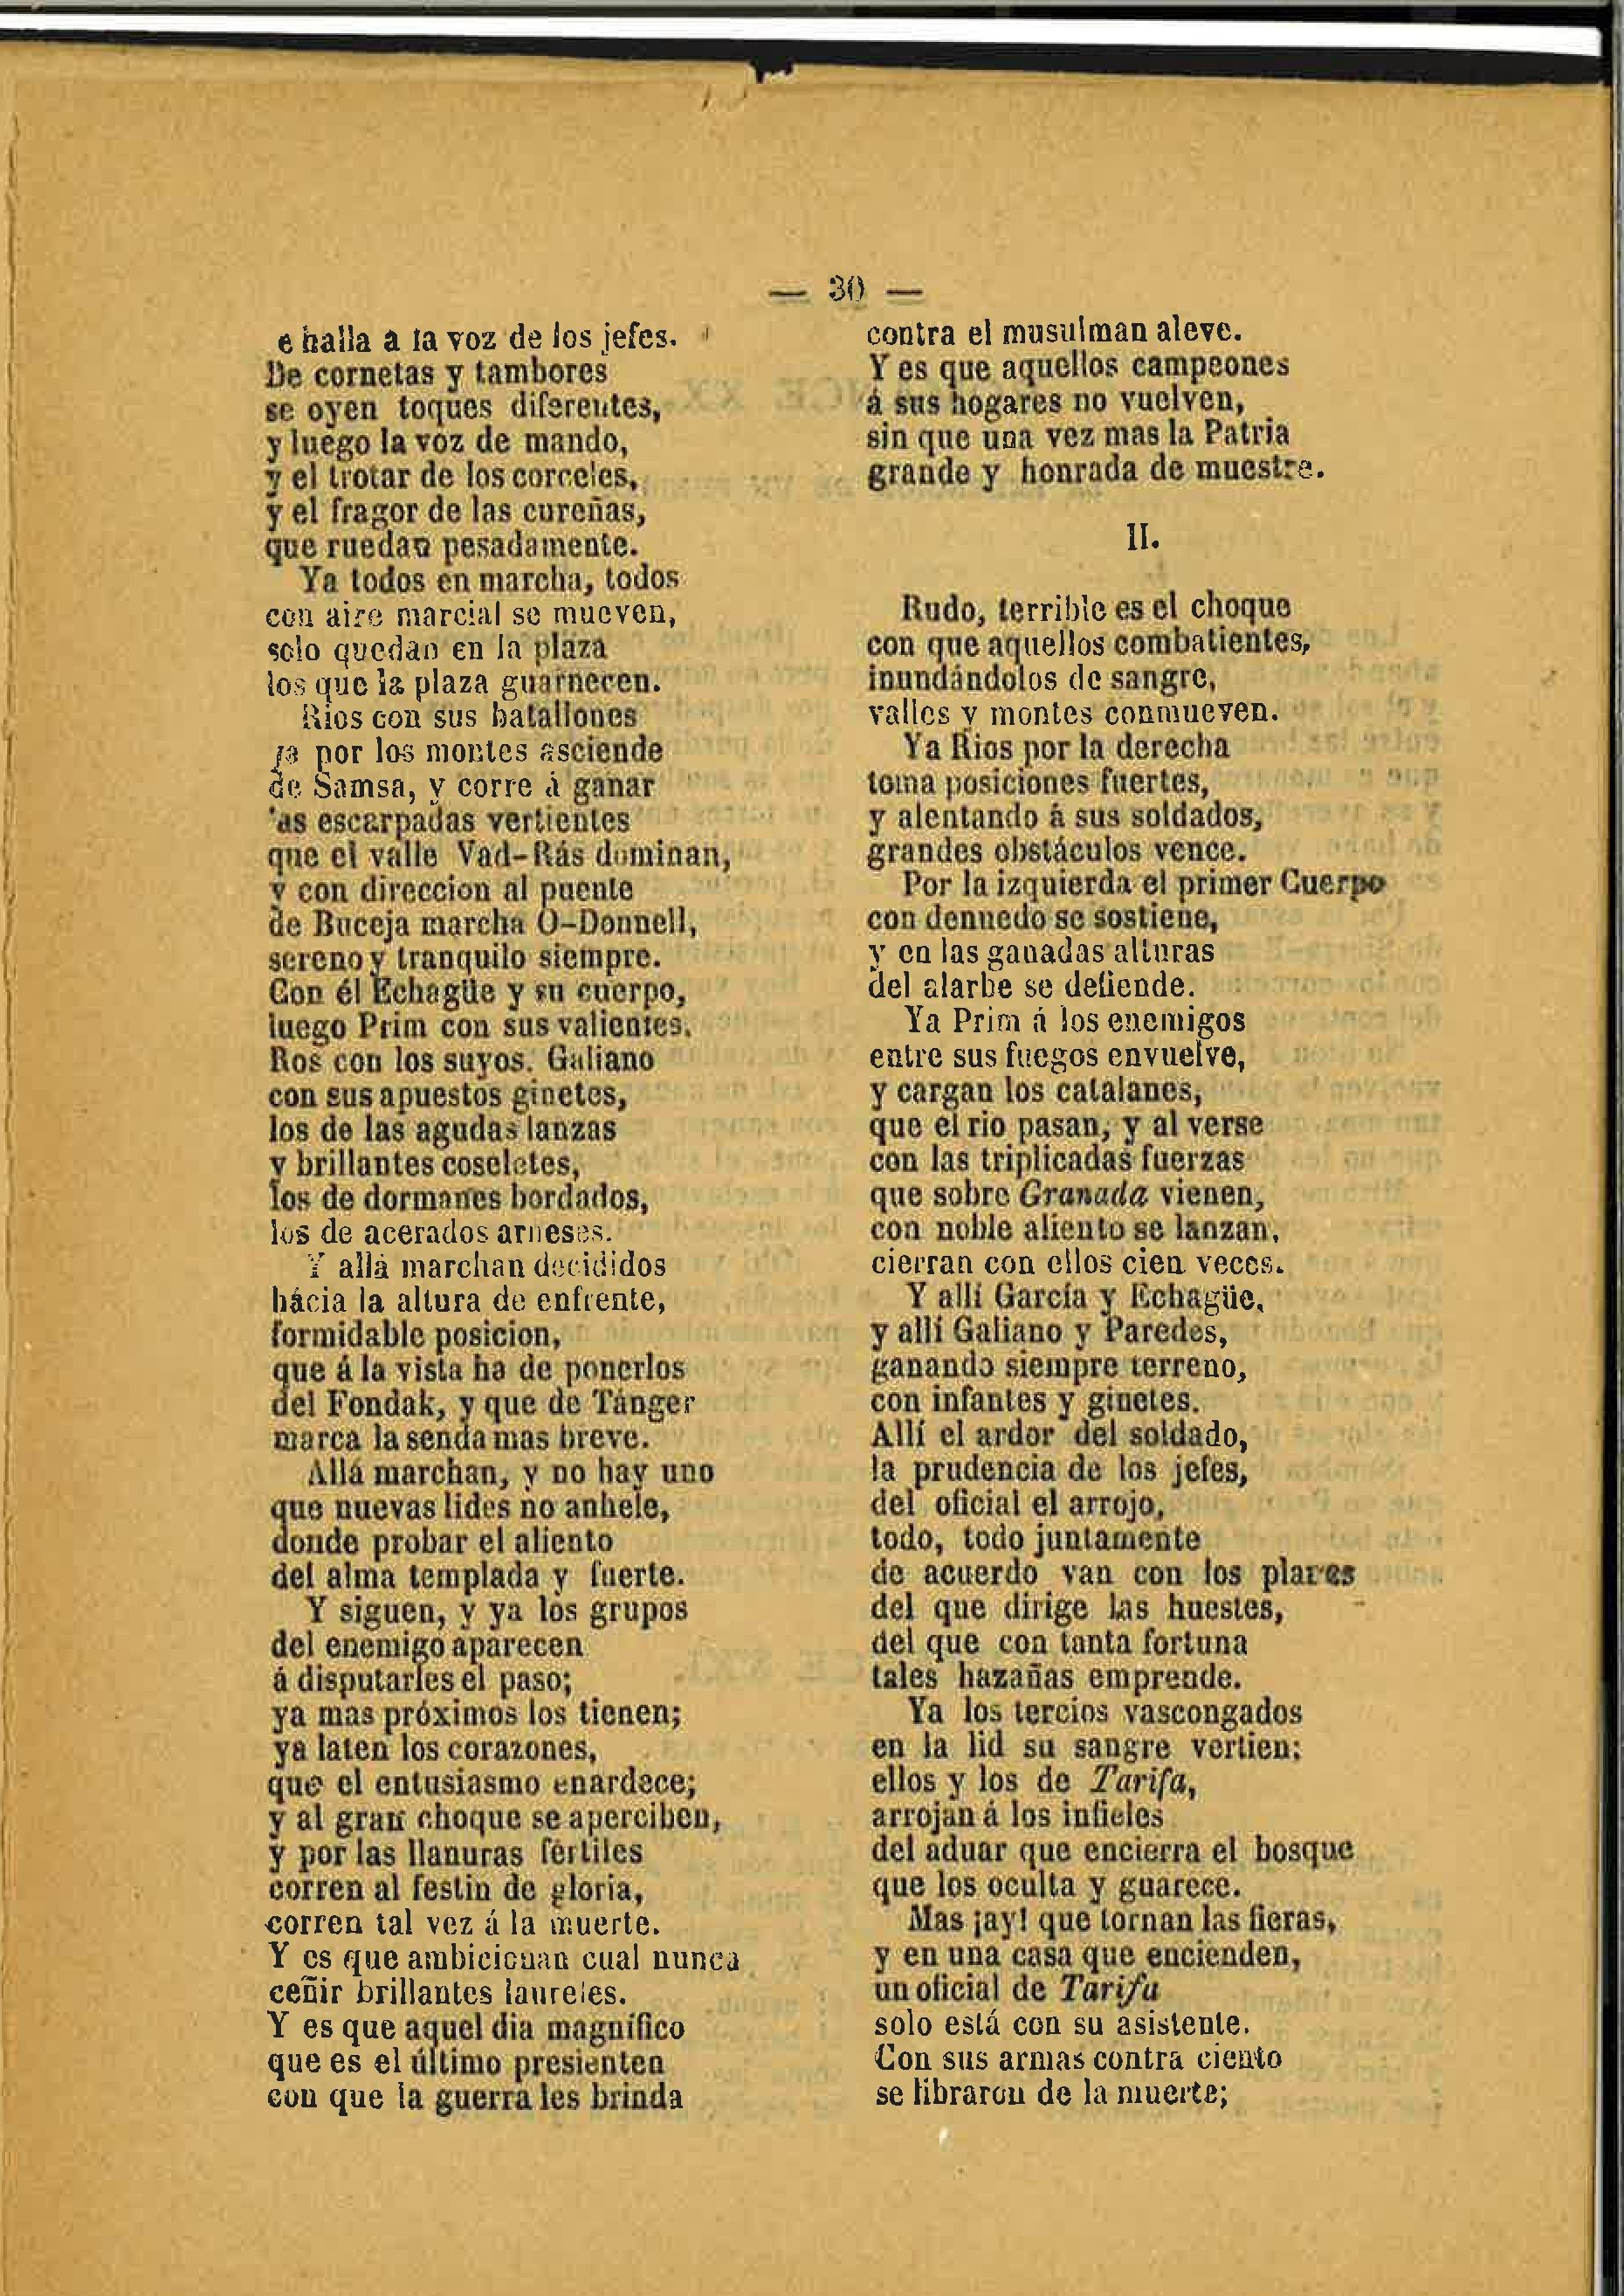 — 30 —
e halla a la voz de los jefes.
De cornetas y tambores
se oyen toques diferentes,
y luego la voz de mando,
y el trotar de los corceles,
y el fragor de las cureñas,
que ruedan pesadamente.
Ya todos en marcha, todos
con aire marcial se mueven,
solo quedan en la plaza
los que la plaza guarnecen.
Rios con sus batallones
ya por los montes asciende
de Samsa, y corre á ganar
'as escarpadas vertientes
que el valle Vad-Rás dominan,
y con direccion al puente
de Buceja marcha O-Donnell,
sereno y tranquilo siempre.
Con él Echagüe y su cuerpo,
luego Prim con sus valientes.
Ros con los suyos. Galiano
con sus apuestos ginetes,
los de las agudas lanzas
y brillantes coseletes,
los de dormanes bordados,
los de acerados arneses.
Y allá marchan decididos
hácia la altura de enfrente,
formidable posicion,
que á la vista ha de ponerlos
del Fondak, y que de Tánger
marca la senda mas breve.
Allá marchan, y no hay uno
que nuevas lides no anhele,
donde probar el aliento
del alma templada y fuerte.
Y siguen, y ya los grupos
del enemigo aparecen
á disputarles el paso;
ya mas próximos los tienen;
ya laten los corazones,
que el entusiasmo enardece;
y al gran choque se aperciben,
y por las llanuras fértiles
corren al festin de gloria,
corren tal vez á la muerte.
Y es que ambicionan cual nunca
ceñir brillantes laureles.
Y es que aquel dia magnífico
que es el último presienten
con que la guerra les brinda
contra el musulman aleve.
Y es que aquellos campeones
á sus hogares no vuelven,
sin que una vez mas la Patria
grande y honrada de muestre.
II.
Rudo, terrible es el choque
con que aquellos combatientes,
inundándolos de sangre,
valles y montes conmueven.
Ya Rios por la derecha
toma posiciones fuertes,
y alentando á sus soldados,
grandes obstáculos vence.
Por la izquierda el primer Cuerpo
con denuedo se sostiene,
y en las ganadas alturas
del alarbe se defiende.
Ya Prim á los enemigos
entre sus fuegos envuelve,
y cargan los catalanes,
que el rio pasan, y al verse
con las triplicadas fuerzas
que sobre Granada vienen,
con noble aliento se lanzan,
cierran con ellos cien veces.
Y allí García y Echagüe,
y allí Galiano y Paredes,
ganando siempre terreno,
con infantes y ginetes.
Allí el ardor del soldado,
la prudencia de los jefes,
del oficial el arrojo,
todo, todo juntamente
de acuerdo van con los planes
del que dirige las huestes,
del que con tanta fortuna
tales hazañas emprende.
Ya los tercios vascongados
en la lid su sangre vertien;
ellos y los de Tarifa,
arrojan á los infieles
del aduar que encierra el bosque
que los oculta y guarece.
Mas ¡ay! que tornan las fieras,
y en una casa que encienden,
un oficial de Tarifa
solo está con su asistente.
Con sus armas contra ciento
se libraron de la muerte;